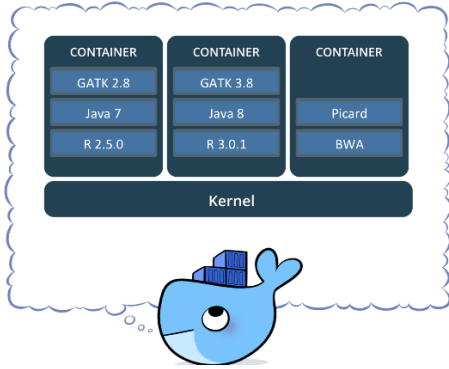 CONTAINER CONTAINER CONTAINER
GATK 2.8 GATK 3.8
Java 7 Java 8 Picard
R 2.5.0 R 3.0.1 BWA
Kernel